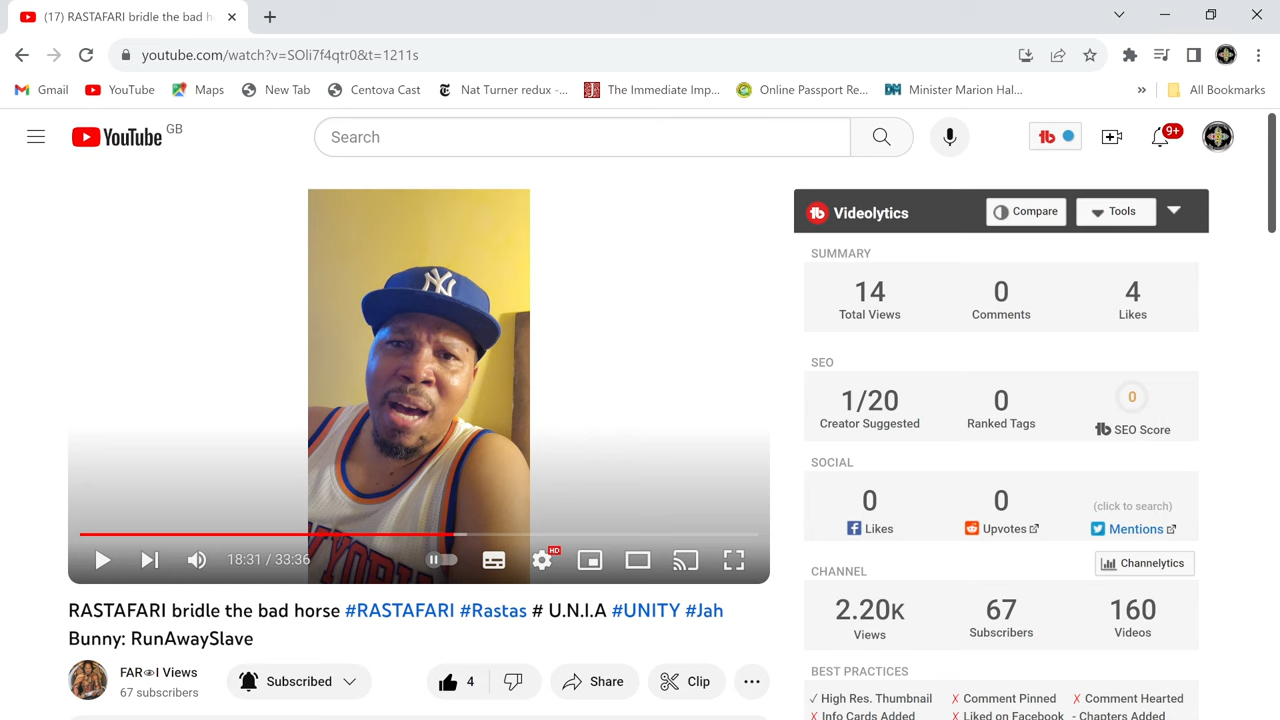 (17) RASTAFARI bridle the bad h
youtube.com/watch?v=SOli7f4qtr0&t=1211s
Gmail YouTube Maps New Tab Centova Cast Nat Turner redux -... The Immediate Imp... Online Passport Re... Minister Marion Hal... » All Bookmarks
YouTube GB Search 9+
NY
Videolytics Compare Tools
SUMMARY
14 0 4
Total Views Comments Likes
SEO
1/20 0 0
Creator Suggested Ranked Tags SEO Score
SOCIAL
0 0 (click to search)
Likes Upvotes Mentions
18:31 / 33:36 HD
CHANNEL Channelytics
2.20K 67 160
Views Subscribers Videos
RASTAFARI bridle the bad horse #RASTAFARI #Rastas # U.N.I.A #UNITY #Jah
Bunny: RunAwaySlave
FAR👁I Views
67 subscribers
Subscribed 4 Share Clip
BEST PRACTICES
✓ High Res. Thumbnail X Comment Pinned X Comment Hearted
X Info Cards Added X Liked on Facebook - Chapters Added